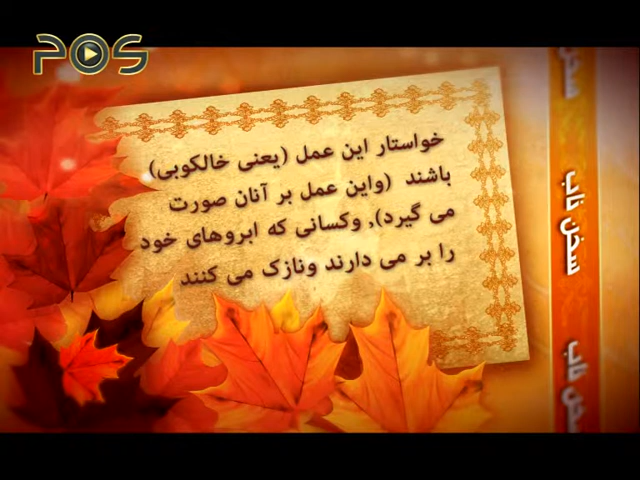 POS
خواستار این عمل (یعنی خالکوبی)
باشند (واین عمل بر آنان صورت
می گیرد), وکسانی که ابروهای خود
را بر می دارند ونازک می کنند
سخن ناب